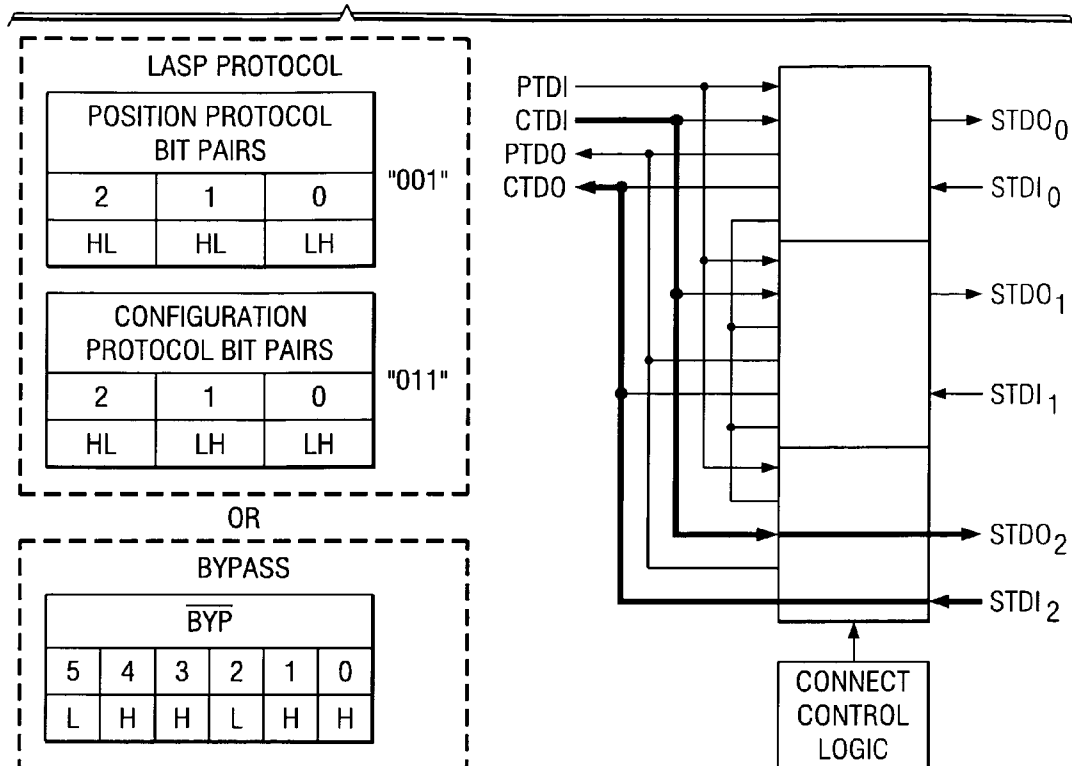 LASP PROTOCOL
POSITION PROTOCOL
BIT PAIRS
2 1 0
HL HL LH
"001"
CONFIGURATION
PROTOCOL BIT PAIRS
2 1 0
HL LH LH
"011"
OR
BYPASS
BYP
5 4 3 2 1 0
L H H L H H
PTDI
CTDI
PTDO
CTDO
STDO0
STDI0
STDO1
STDI1
STDO2
STDI2
CONNECT
CONTROL
LOGIC